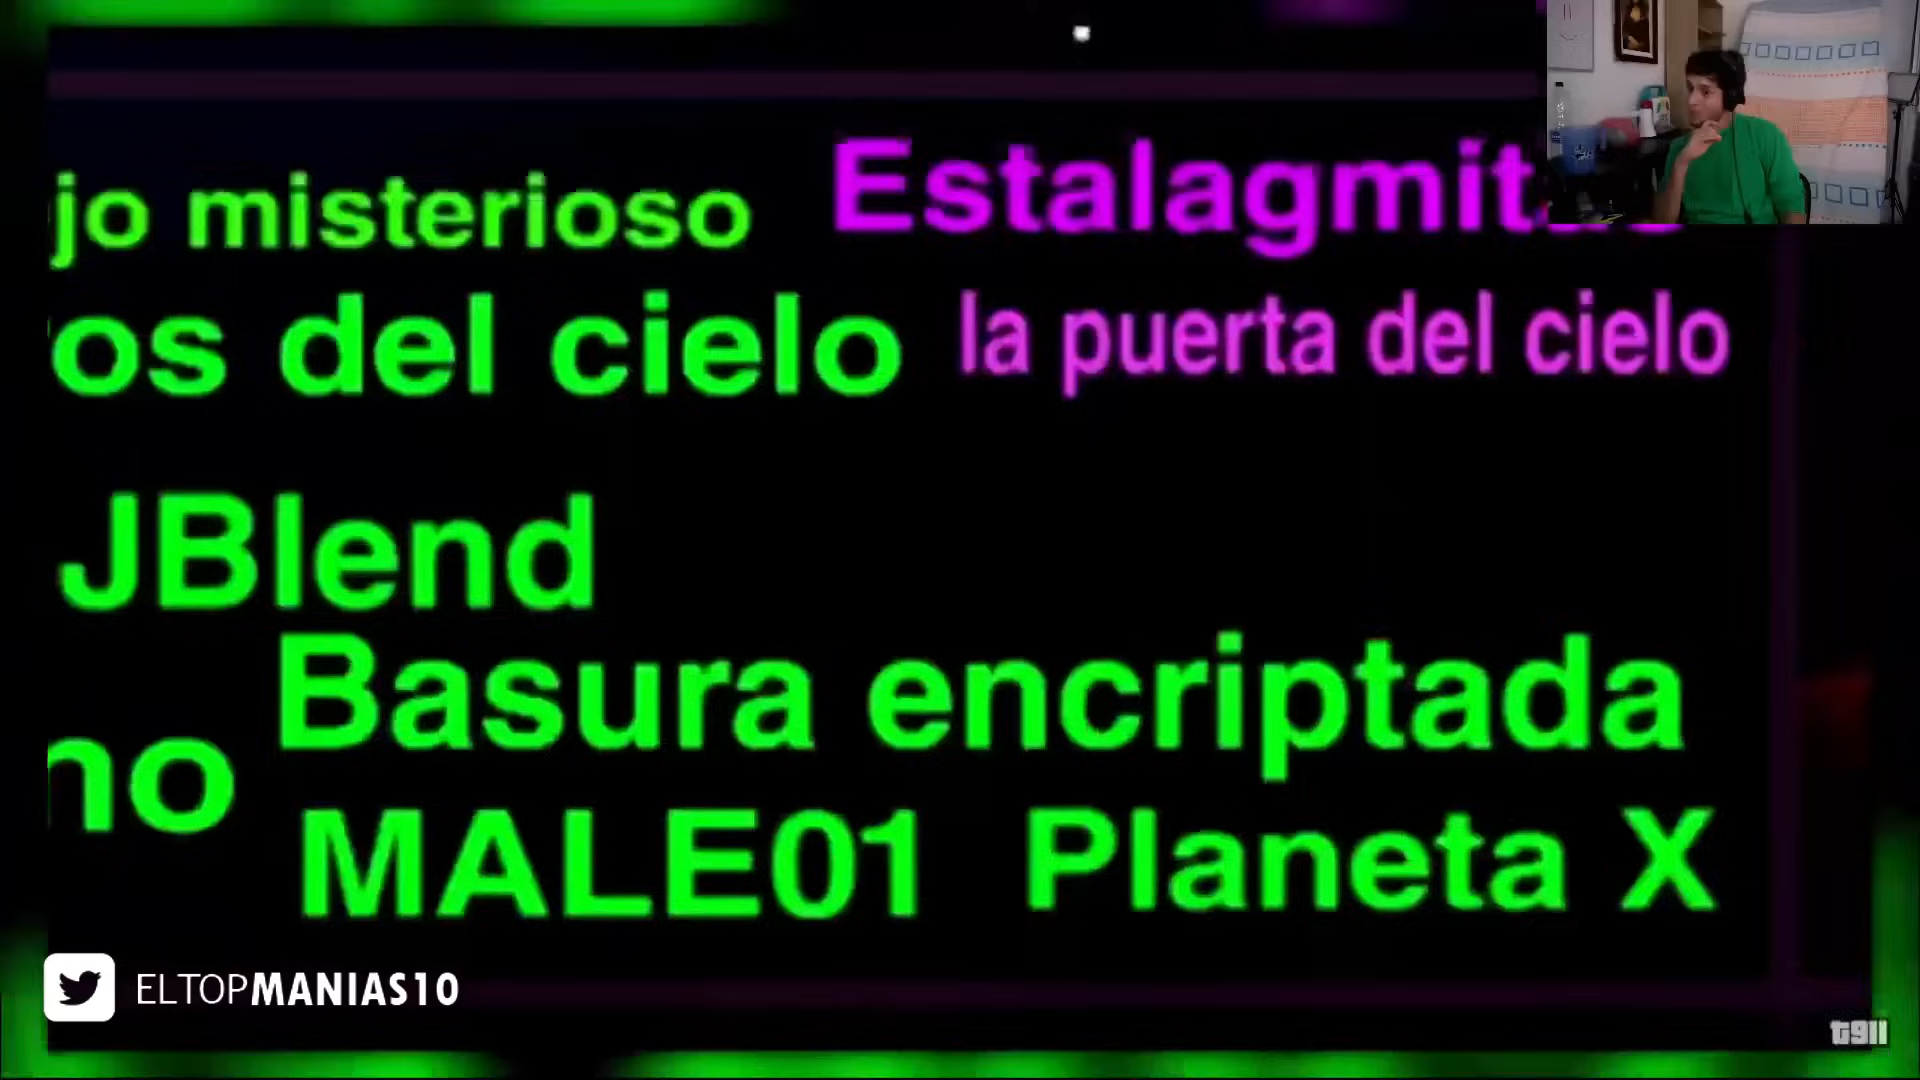 jo misterioso
Estalagmit
os del cielo
la puerta del cielo
JBlend
Basura encriptada
no
MALE01
Planeta X
ELTOPMANIAS10
t911